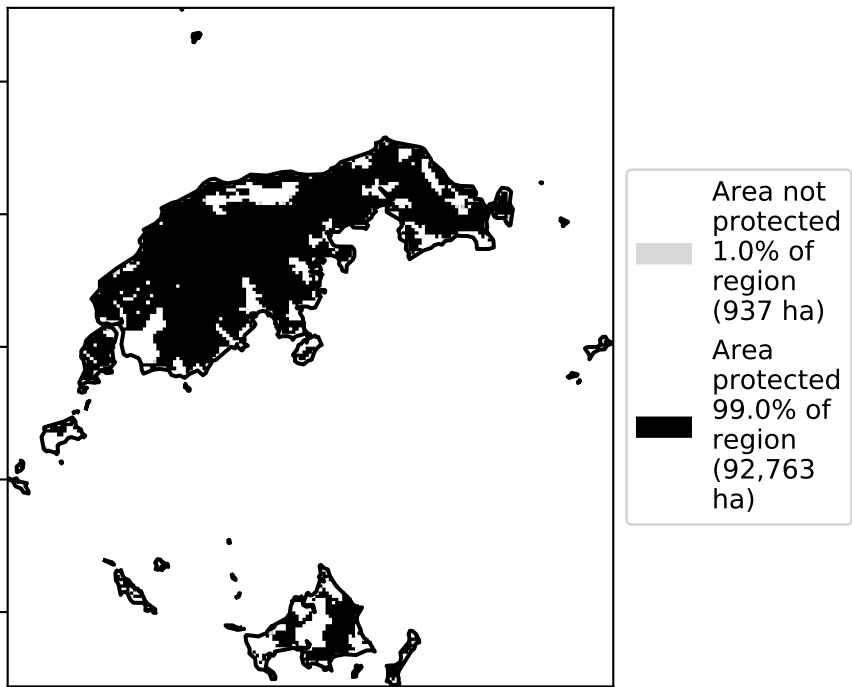 Area not
protected
1.0% of
region
(937 ha)
Area
protected
99.0% of
region
(92,763
ha)